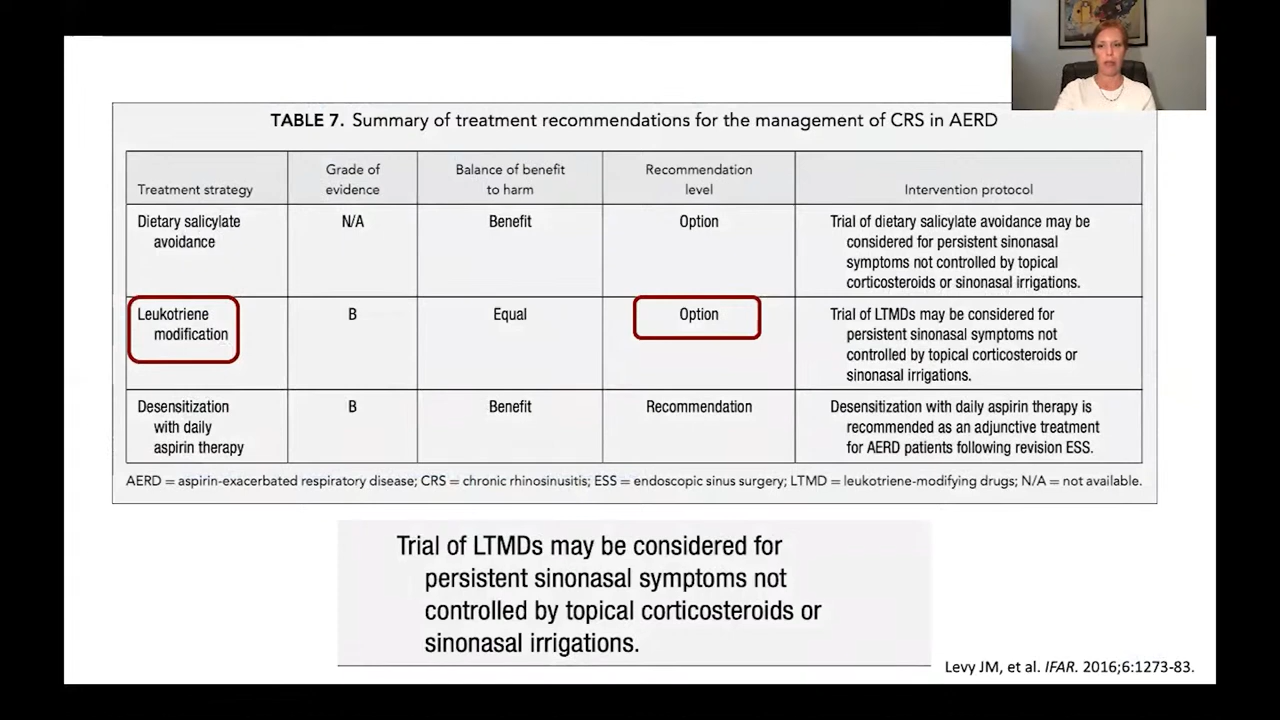 TABLE 7. Summary of treatment recommendations for the management of CRS in AERD
Treatment strategy
Grade of
evidence
Balance of benefit
to harm
Recommendation
level
Intervention protocol
Dietary salicylate
avoidance
N/A
Benefit
Option
Trial of dietary salicylate avoidance may be
considered for persistent sinonasal
symptoms not controlled by topical
corticosteroids or sinonasal irrigations.
Leukotriene
modification
B
Equal
Option
Trial of LTMDs may be considered for
persistent sinonasal symptoms not
controlled by topical corticosteroids or
sinonasal irrigations.
Desensitization
with daily
aspirin therapy
B
Benefit
Recommendation
Desensitization with daily aspirin therapy is
recommended as an adjunctive treatment
for AERD patients following revision ESS.
AERD = aspirin-exacerbated respiratory disease; CRS = chronic rhinosinusitis; ESS = endoscopic sinus surgery; LTMD = leukotriene-modifying drugs; N/A = not available.
Trial of LTMDs may be considered for
persistent sinonasal symptoms not
controlled by topical corticosteroids or
sinonasal irrigations.
Levy JM, et al. IFAR. 2016;6:1273-83.